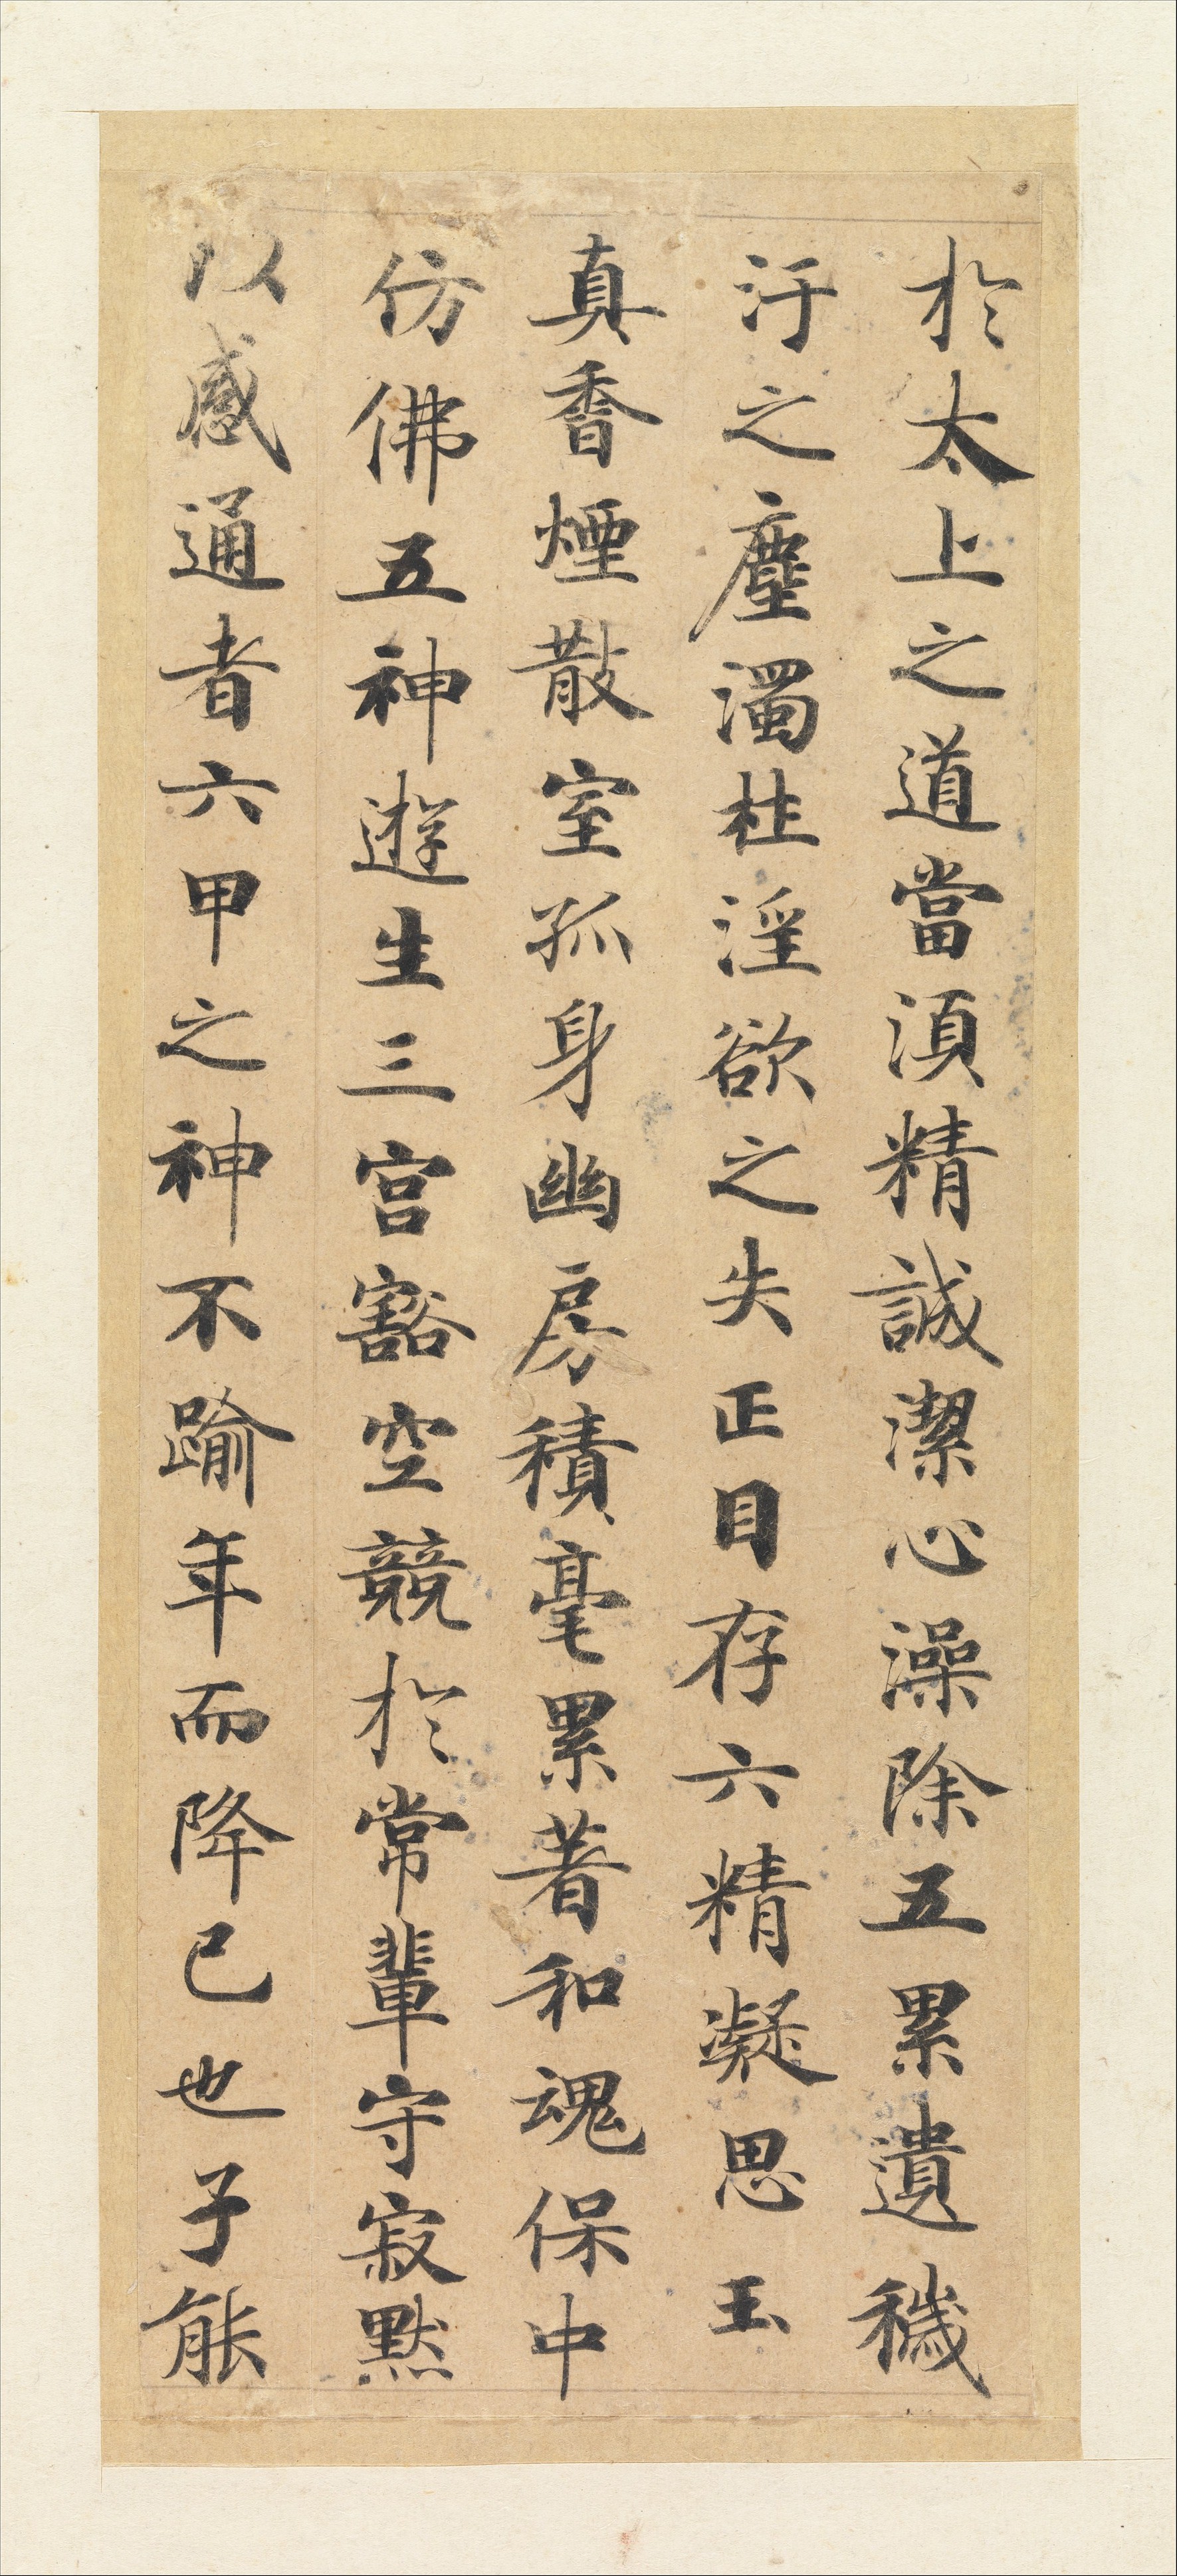 於太上之道當湏精誠潔心澡除五累遺穢
汙之塵濁杜淫欲之失正目存六精凝思玉
真香煙散室孤身幽房積毫累著和魂保中
仿佛五神遊生三宮豁空競於常輩守寂默
以感通者六甲之神不踰年而降已也子能